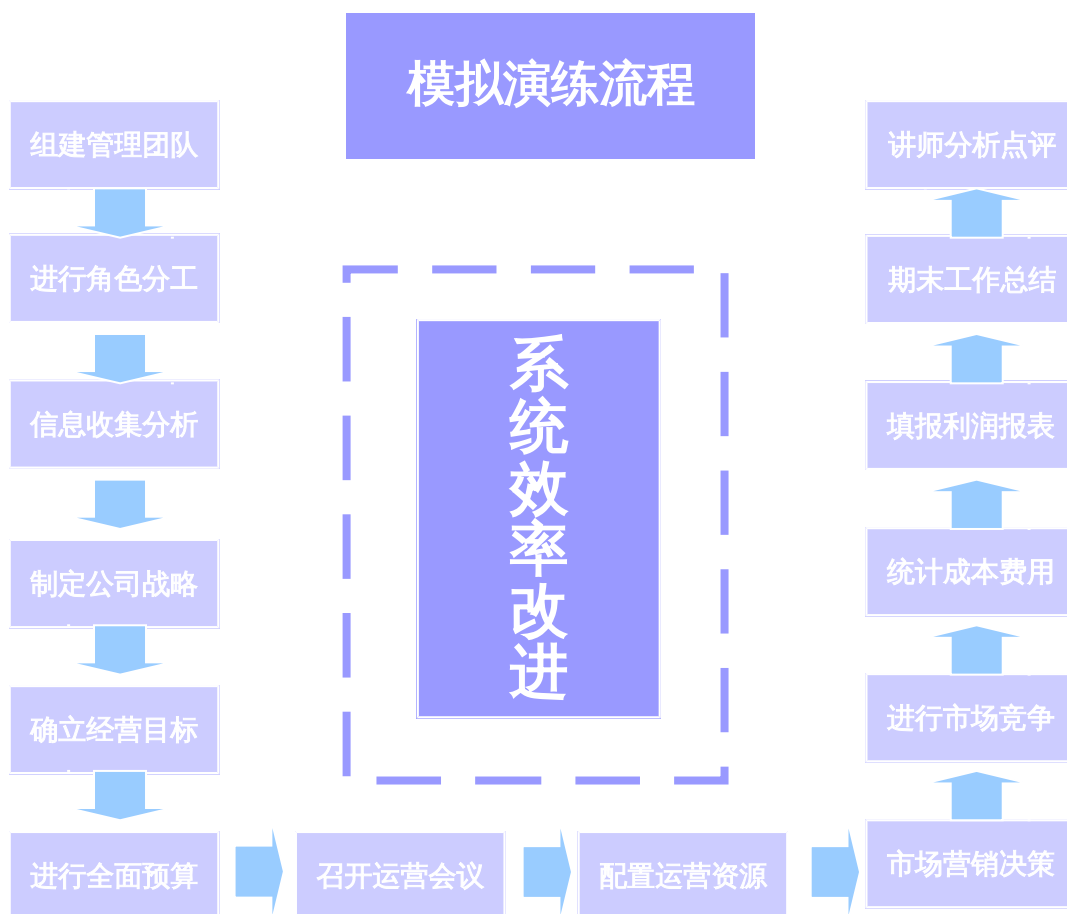 模拟演练流程
组建管理团队
进行角色分工
信息收集分析
制定公司战略
确立经营目标
进行全面预算
召开运营会议
配置运营资源
市场营销决策
进行市场竞争
统计成本费用
填报利润报表
期末工作总结
讲师分析点评
系统效率改进